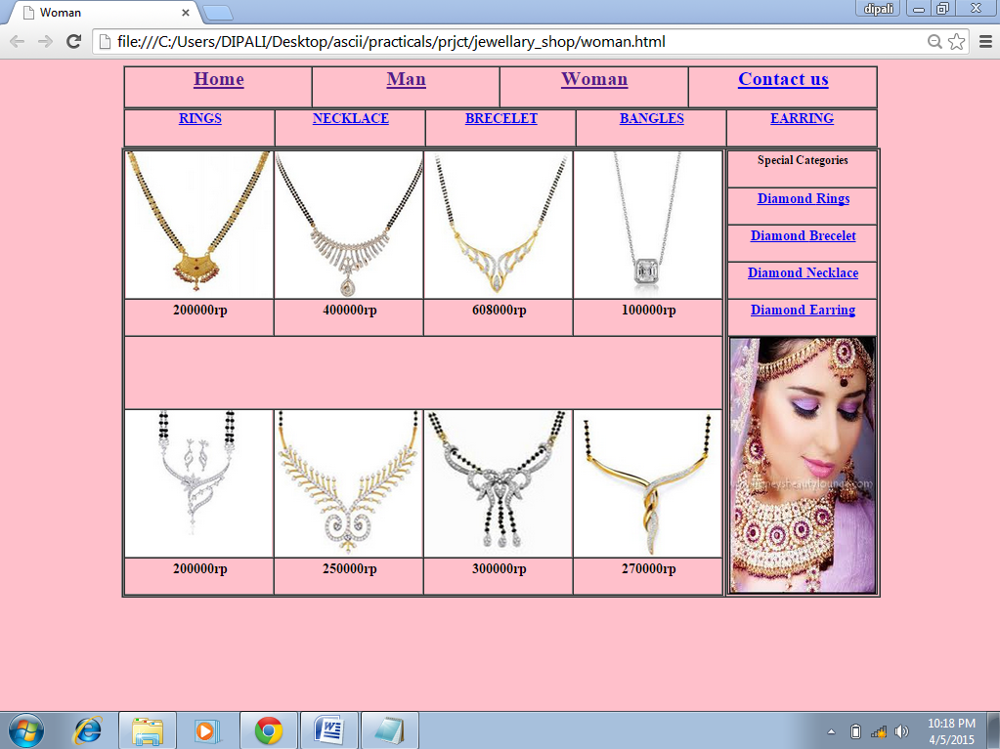 Woman
dipali
file:///C:/Users/DIPALI/Desktop/ascii/practicals/prjct/jewellary_shop/woman.html
Home Man Woman Contact us
RINGS NECKLACE BRECELET BANGLES EARRING
Special Categories
Diamond Rings
Diamond Brecelet
Diamond Necklace
200000rp 400000rp 608000rp 100000rp Diamond Earring
200000rp 250000rp 300000rp 270000rp
10:18 PM
4/5/2015